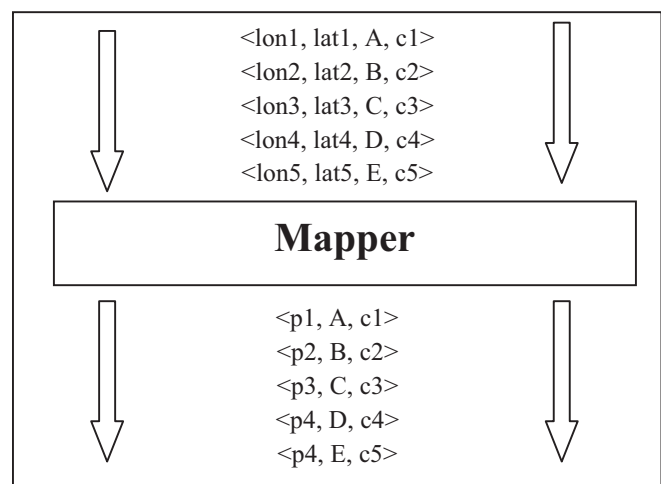 <lon1, lat1, A, c1>
<lon2, lat2, B, c2>
<lon3, lat3, C, c3>
<lon4, lat4, D, c4>
<lon5, lat5, E, c5>
Mapper
<p1, A, c1>
<p2, B, c2>
<p3, C, c3>
<p4, D, c4>
<p4, E, c5>